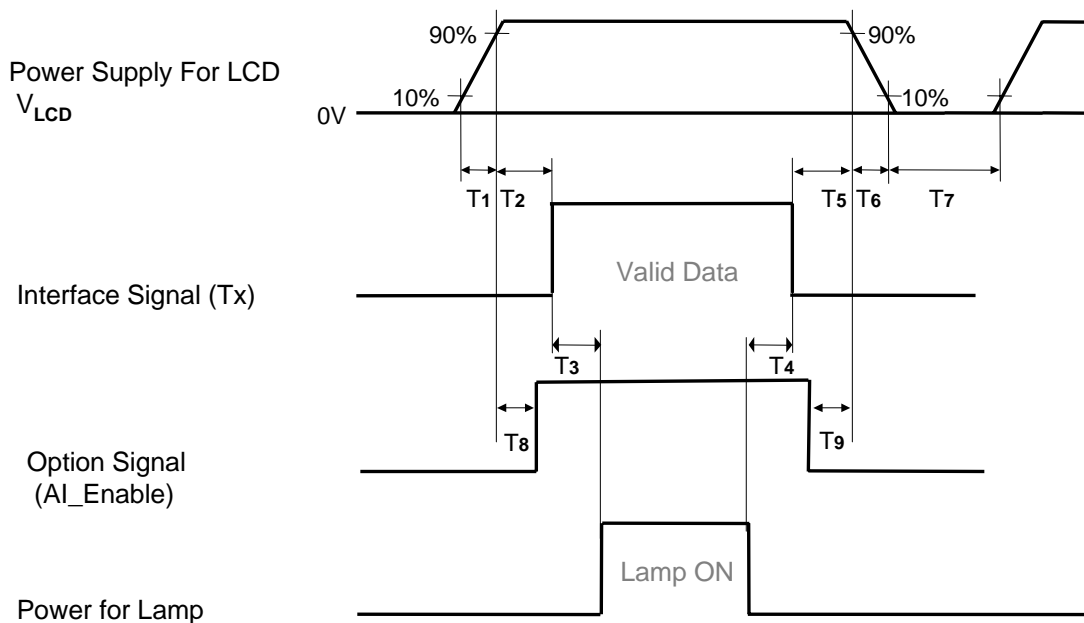 90%
90%
Power Supply For LCD
VLCD
10%
10%
0V
T1 T2 T5 T6 T7
Valid Data
Interface Signal (Tx)
T3 T4
T8 T9
Option Signal
(AI_Enable)
Lamp ON
Power for Lamp